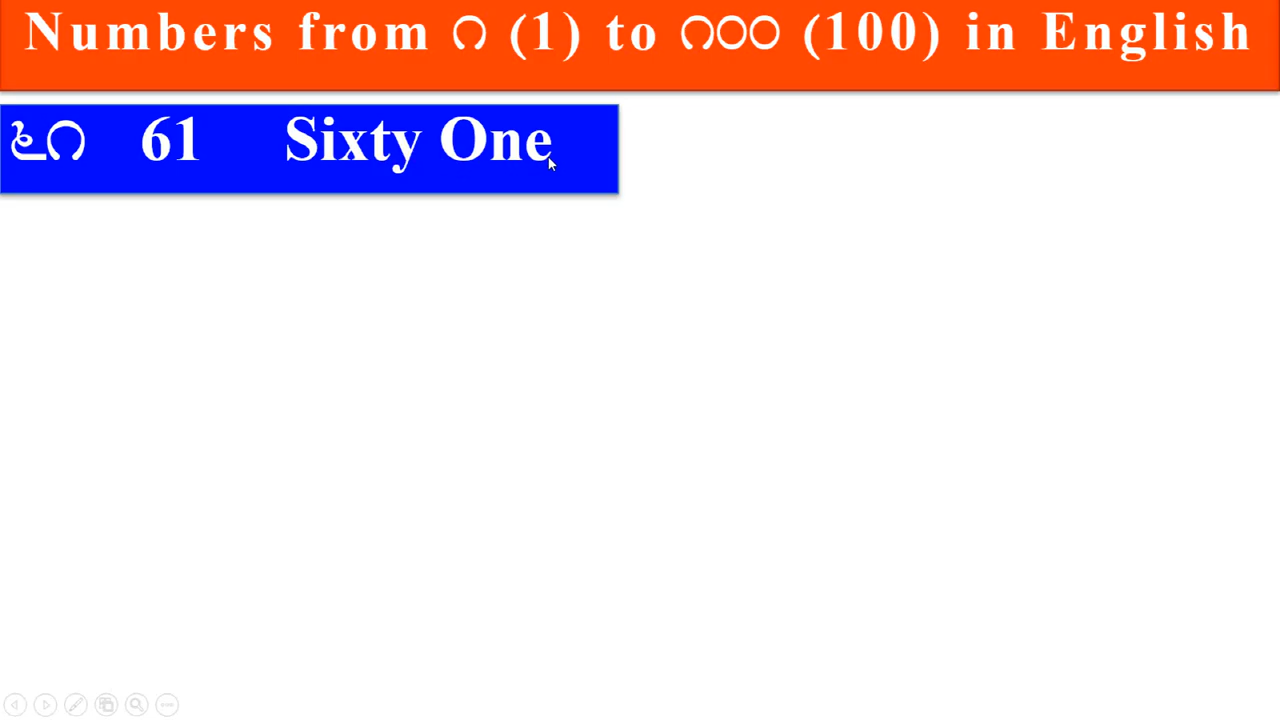 Numbers from ೧ (1) to ೧೦೦ (100) in English
೬೧ 61 Sixty One